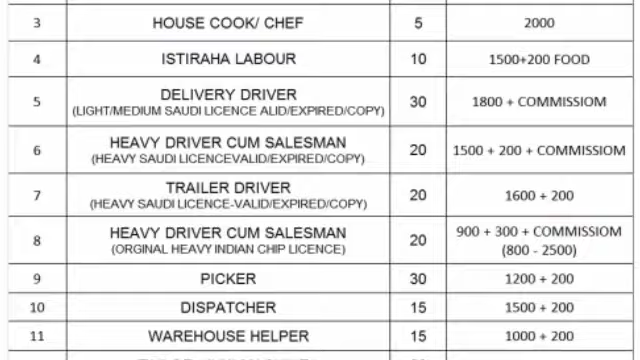 3 HOUSE COOK/ CHEF 5 2000
4 ISTIRAHA LABOUR 10 1500+200 FOOD
5 DELIVERY DRIVER 30 1800 + COMMISSIOM
(LIGHT/MEDIUM SAUDI LICENCE ALID/EXPIRED/COPY)
6 HEAVY DRIVER CUM SALESMAN 20 1500 + 200 + COMMISSIOM
(HEAVY SAUDI LICENCEVALID/EXPIRED/COPY)
7 TRAILER DRIVER 20 1600 + 200
(HEAVY SAUDI LICENCE-VALID/EXPIRED/COPY)
8 HEAVY DRIVER CUM SALESMAN 20 900 + 300 + COMMISSIOM
(ORGINAL HEAVY INDIAN CHIP LICENCE) (800 - 2500)
9 PICKER 30 1200 + 200
10 DISPATCHER 15 1500 + 200
11 WAREHOUSE HELPER 15 1000 + 200